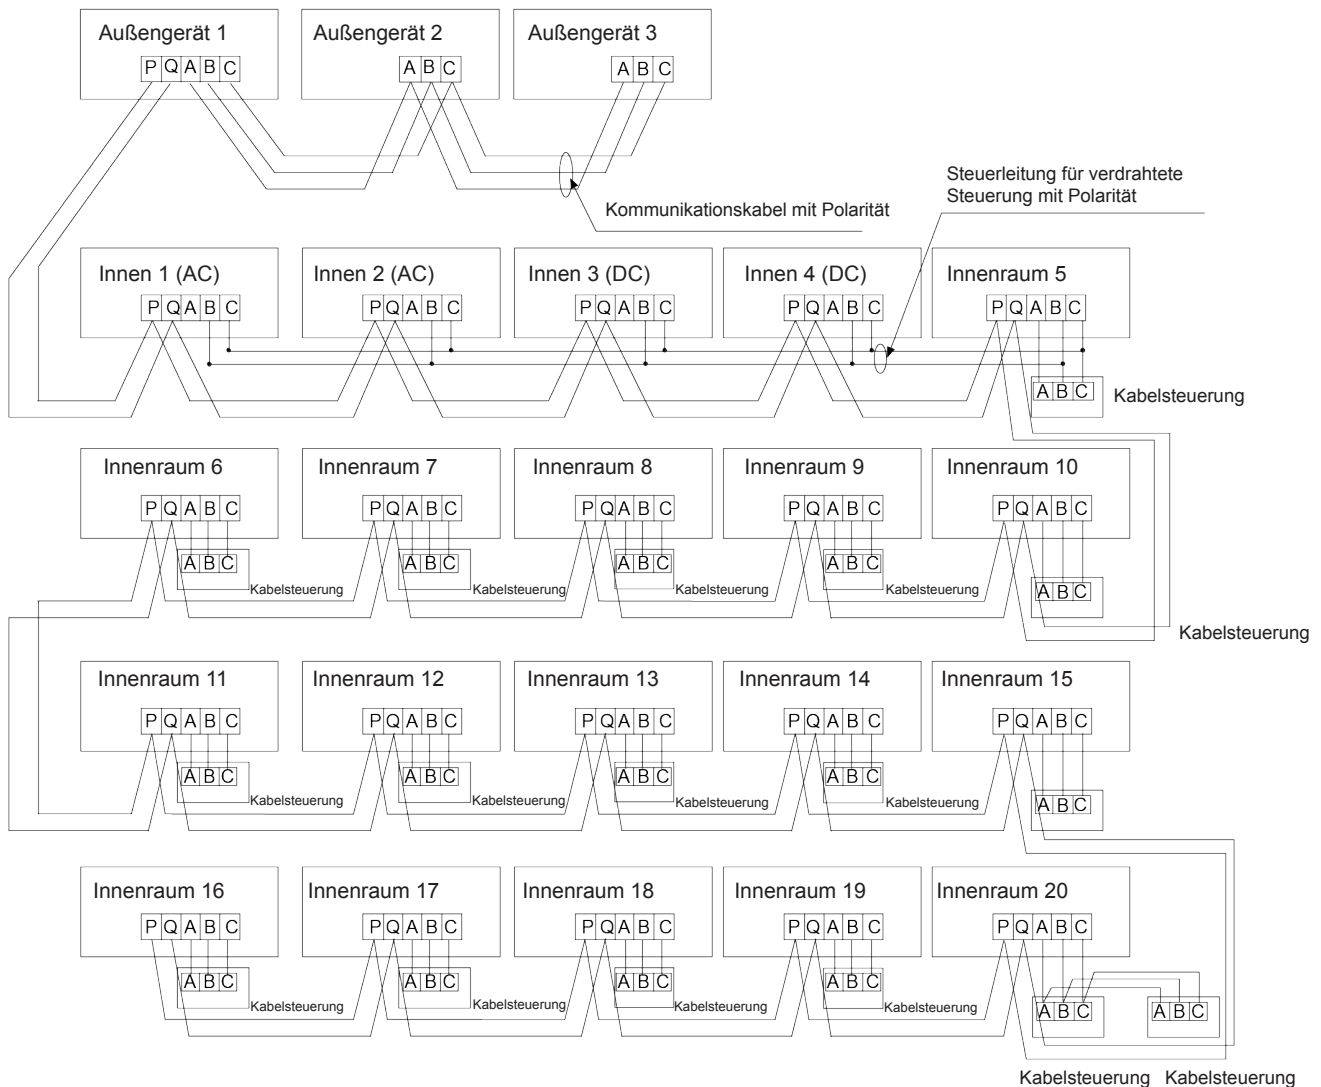 Außengerät 1 Außengerät 2 Außengerät 3
P Q A B C A B C A B C
Steuerleitung für verdrahtete
Steuerung mit Polarität
Kommunikationskabel mit Polarität
Innen 1 (AC) Innen 2 (AC) Innen 3 (DC) Innen 4 (DC) Innenraum 5
P Q A B C P Q A B C P Q A B C P Q A B C P Q A B C
A B C Kabelsteuerung
Innenraum 6 Innenraum 7 Innenraum 8 Innenraum 9 Innenraum 10
P Q A B C P Q A B C P Q A B C P Q A B C P Q A B C
A B C A B C A B C A B C A B C
Kabelsteuerung Kabelsteuerung Kabelsteuerung Kabelsteuerung
Kabelsteuerung
Innenraum 11 Innenraum 12 Innenraum 13 Innenraum 14 Innenraum 15
P Q A B C P Q A B C P Q A B C P Q A B C P Q A B C
A B C A B C A B C A B C A B C
Kabelsteuerung Kabelsteuerung Kabelsteuerung Kabelsteuerung
Innenraum 16 Innenraum 17 Innenraum 18 Innenraum 19 Innenraum 20
P Q A B C P Q A B C P Q A B C P Q A B C P Q A B C
A B C A B C A B C A B C A B C A B C
Kabelsteuerung Kabelsteuerung Kabelsteuerung Kabelsteuerung
Kabelsteuerung Kabelsteuerung